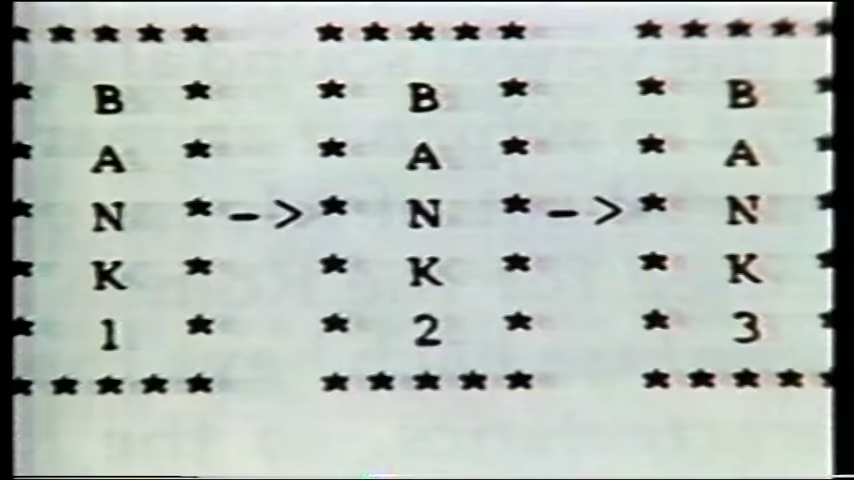 * * * * * * * * * * * * * * *
* B * * B * * B *
* A * * A * * A *
* N * -> * N * -> * N *
* K * * K * * K *
* 1 * * 2 * * 3 *
* * * * * * * * * * * * * * *